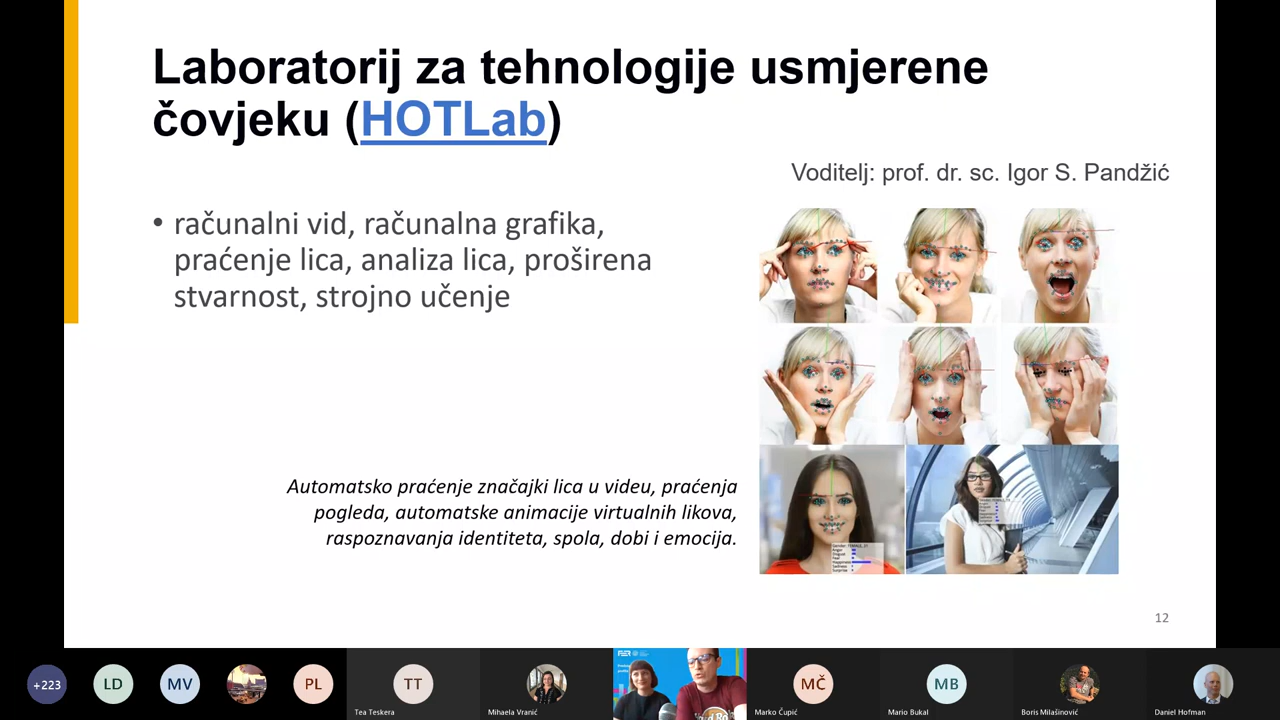 Laboratorij za tehnologije usmjerene
čovjeku (HOTLab)
Voditelj: prof. dr. sc. Igor S. Pandžić
• računalni vid, računalna grafika,
praćenje lica, analiza lica, proširena
stvarnost, strojno učenje
Automatsko praćenje značajki lica u videu, praćenja
pogleda, automatske animacije virtualnih likova,
raspoznavanja identiteta, spola, dobi i emocija.
12
+223
LD
MV
PL
TT
Tea Teskera
Mihaela Vranić
FER
MČ
Marko Čupić
MB
Mario Bukal
Boris Milašinović
Daniel Hofman